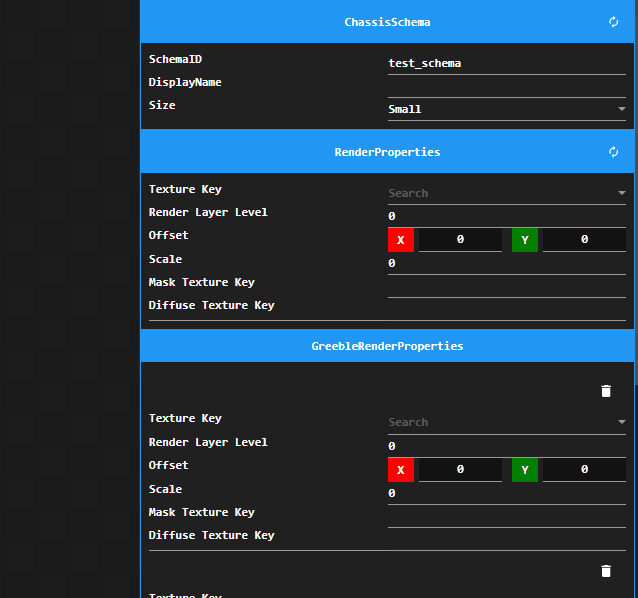 ChassisSchema
SchemaID test_schema
DisplayName
Size Small
RenderProperties
Texture Key Search
Render Layer Level 0
Offset X 0 Y 0
Scale 0
Mask Texture Key
Diffuse Texture Key
GreebleRenderProperties
Texture Key Search
Render Layer Level 0
Offset X 0 Y 0
Scale 0
Mask Texture Key
Diffuse Texture Key
Texture Key